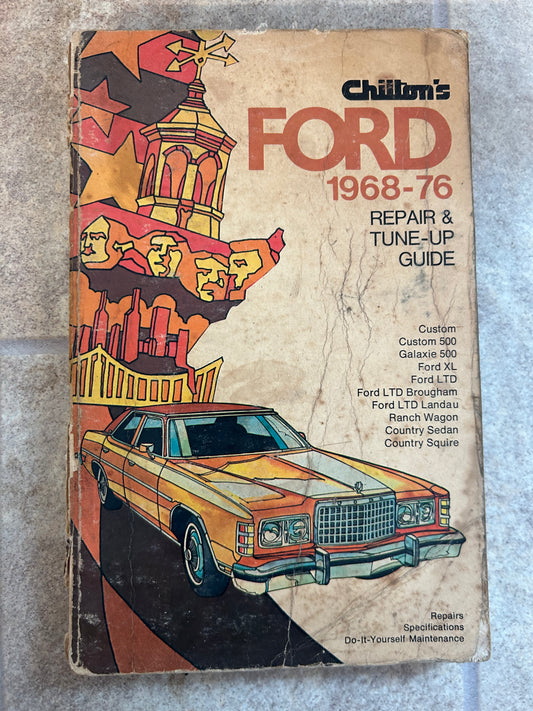 Chilton's
FORD
1968-76
REPAIR &
TUNE-UP
GUIDE
Custom
Custom 500
Galaxie 500
Ford XL
Ford LTD
Ford LTD Brougham
Ford LTD Landau
Ranch Wagon
Country Sedan
Country Squire
Repairs
Specifications
Do-It-Yourself Maintenance